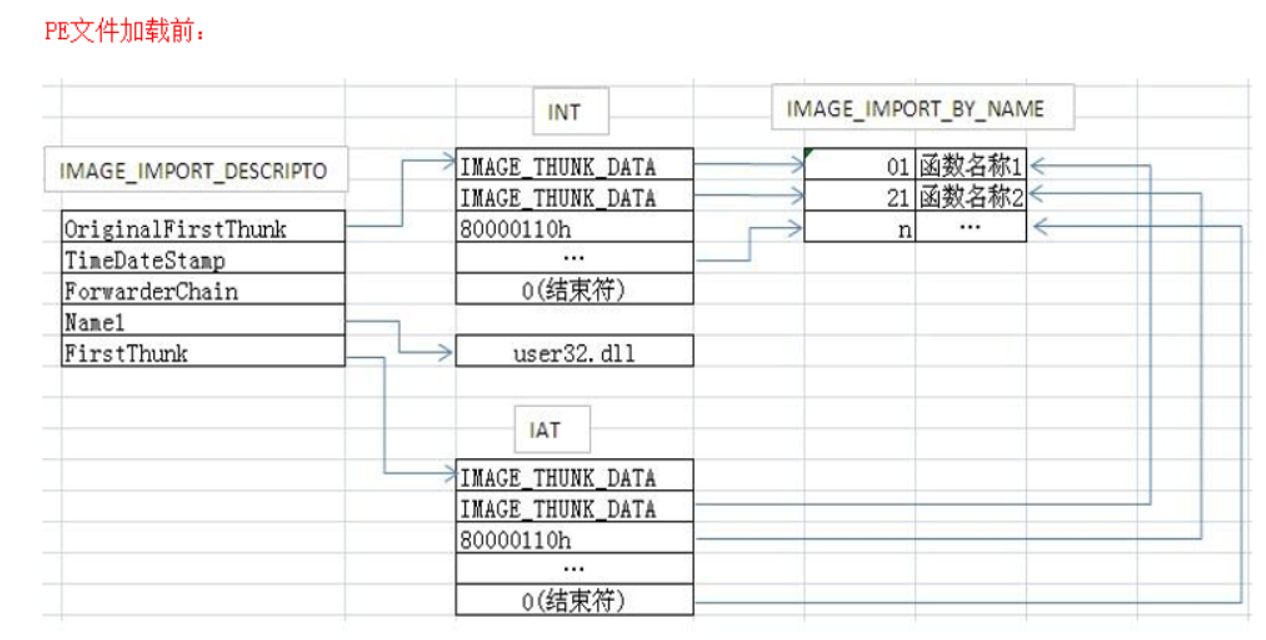 PE文件加载前：
INT
IMAGE_IMPORT_BY_NAME
IMAGE_IMPORT_DESCRIPTO
IMAGE_THUNK_DATA
01 函数名称1
IMAGE_THUNK_DATA
21 函数名称2
OriginalFirstThunk
80000110h
n …
TimeDateStamp
…
ForwarderChain
0(结束符)
Name1
FirstThunk
user32.dll
IAT
IMAGE_THUNK_DATA
IMAGE_THUNK_DATA
80000110h
…
0(结束符)